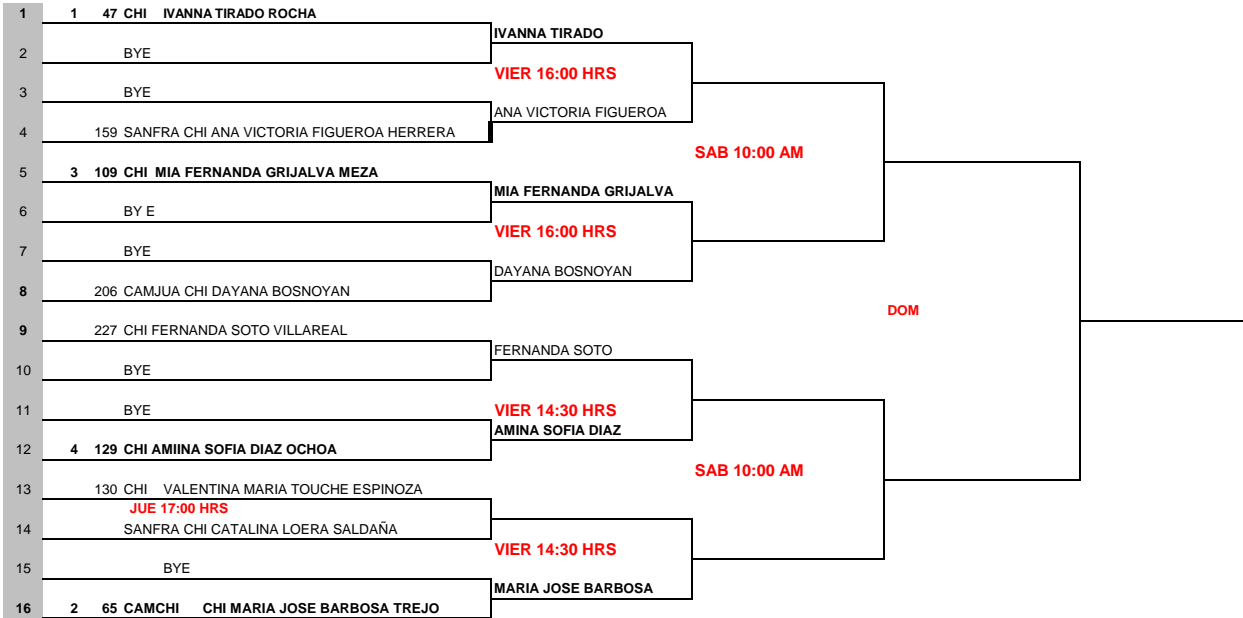 1 1 47 CHI IVANNA TIRADO ROCHA
IVANNA TIRADO
2 BYE
VIER 16:00 HRS
3 BYE
ANA VICTORIA FIGUEROA
4 159 SANFRA CHI ANA VICTORIA FIGUEROA HERRERA
SAB 10:00 AM
5 3 109 CHI MIA FERNANDA GRIJALVA MEZA
MIA FERNANDA GRIJALVA
6 BY E
VIER 16:00 HRS
7 BYE
DAYANA BOSNOYAN
8 206 CAMJUA CHI DAYANA BOSNOYAN
DOM
9 227 CHI FERNANDA SOTO VILLAREAL
FERNANDA SOTO
10 BYE
11 BYE
VIER 14:30 HRS
AMINA SOFIA DIAZ
12 4 129 CHI AMIINA SOFIA DIAZ OCHOA
SAB 10:00 AM
13 130 CHI VALENTINA MARIA TOUCHE ESPINOZA
JUE 17:00 HRS
14 SANFRA CHI CATALINA LOERA SALDAÑA
VIER 14:30 HRS
15 BYE
MARIA JOSE BARBOSA
16 2 65 CAMCHI CHI MARIA JOSE BARBOSA TREJO